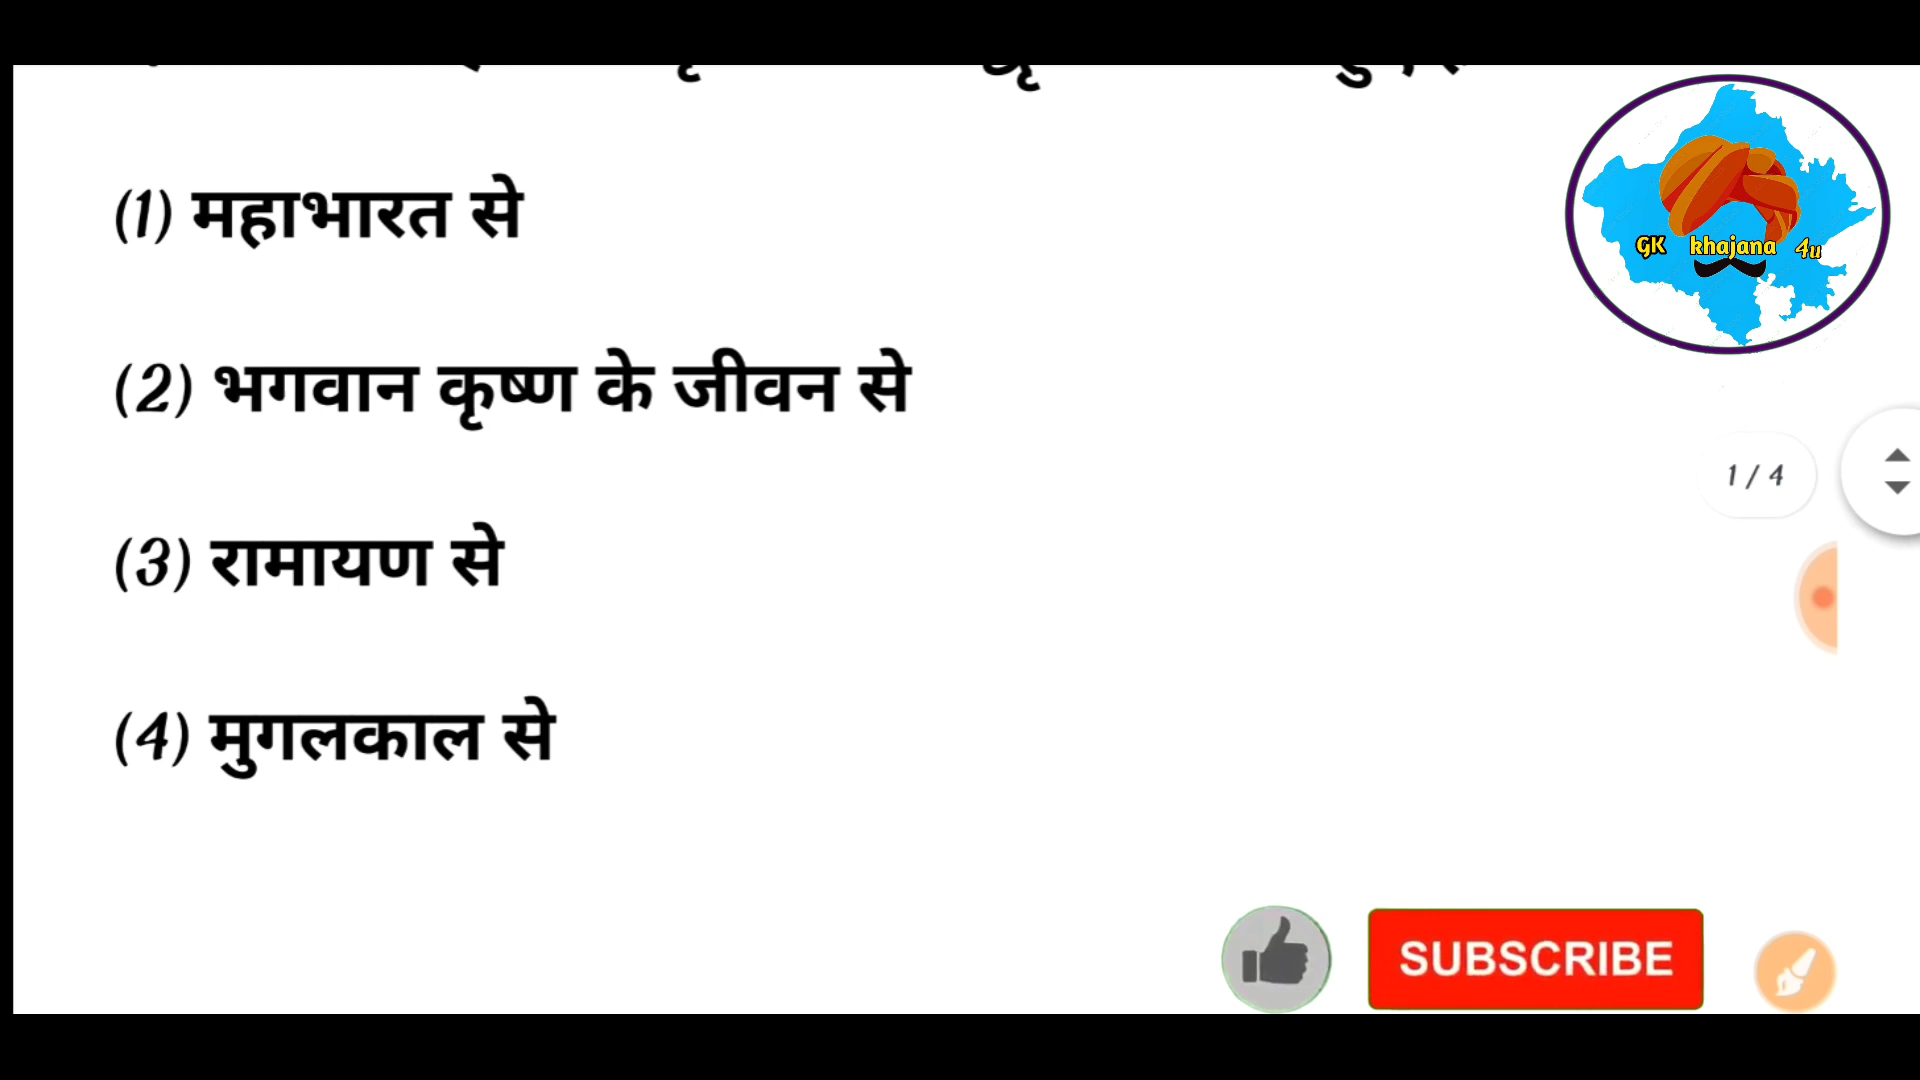 (1) महाभारत से
GK khajana 4u
(2) भगवान कृष्ण के जीवन से
1 / 4
(3) रामायण से
(4) मुगलकाल से
SUBSCRIBE